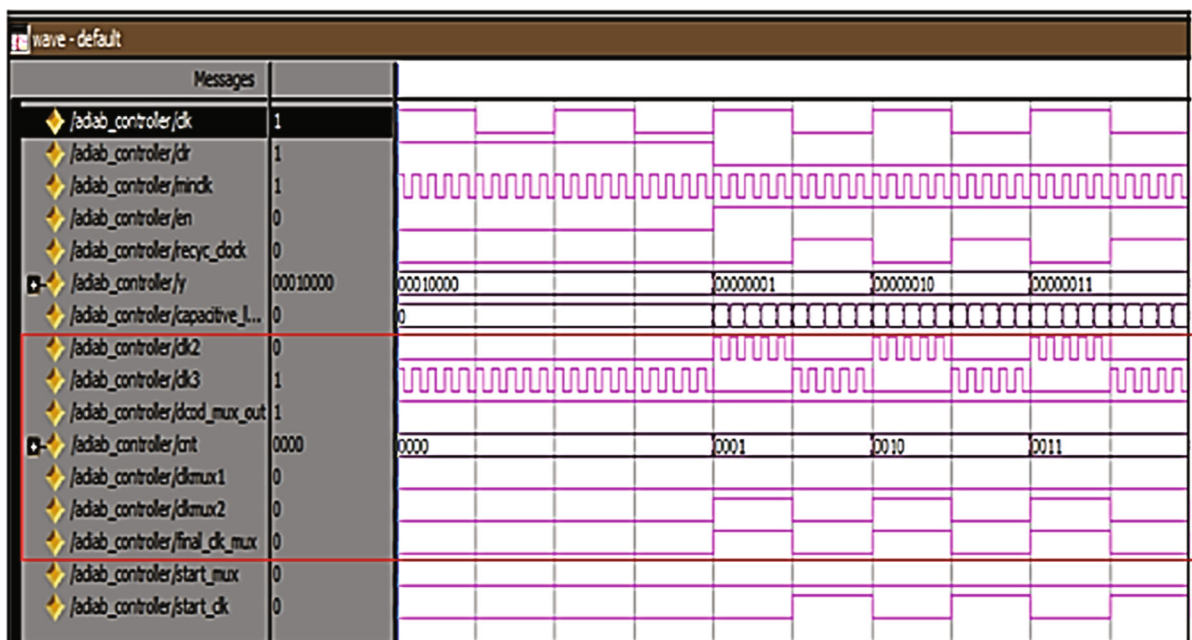 wave - default
Messages
/adiab_controller/clk 1
/adiab_controller/clr 1
/adiab_controller/minclk 1
/adiab_controller/en 0
/adiab_controller/recyc_clock 0
/adiab_controller/y 00010000 00010000 00000001 00000010 00000011
/adiab_controller/capacitive_l... 0 0
/adiab_controller/clk2 0
/adiab_controller/clk3 1
/adiab_controller/dcod_mux_out 1
/adiab_controller/cnt 0000 0000 0001 0010 0011
/adiab_controller/clkmux1 0
/adiab_controller/clkmux2 0
/adiab_controller/final_clk_mux 0
/adiab_controller/start_mux 0
/adiab_controller/start_clk 0